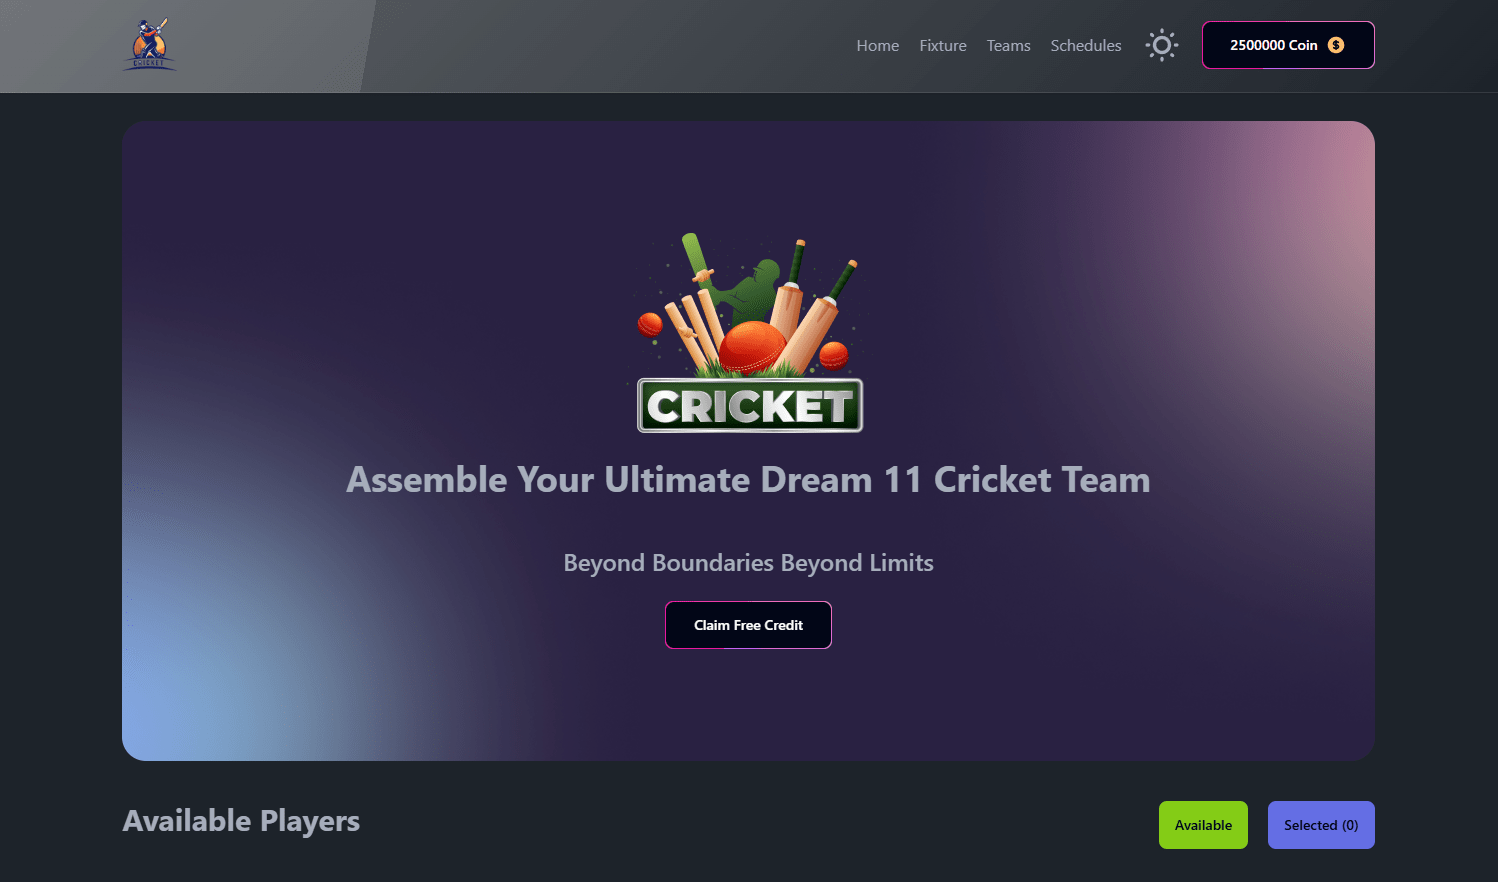 CRICKET
Home Fixture Teams Schedules 2500000 Coin $
CRICKET
Assemble Your Ultimate Dream 11 Cricket Team
Beyond Boundaries Beyond Limits
Claim Free Credit
Available Players Available Selected (0)